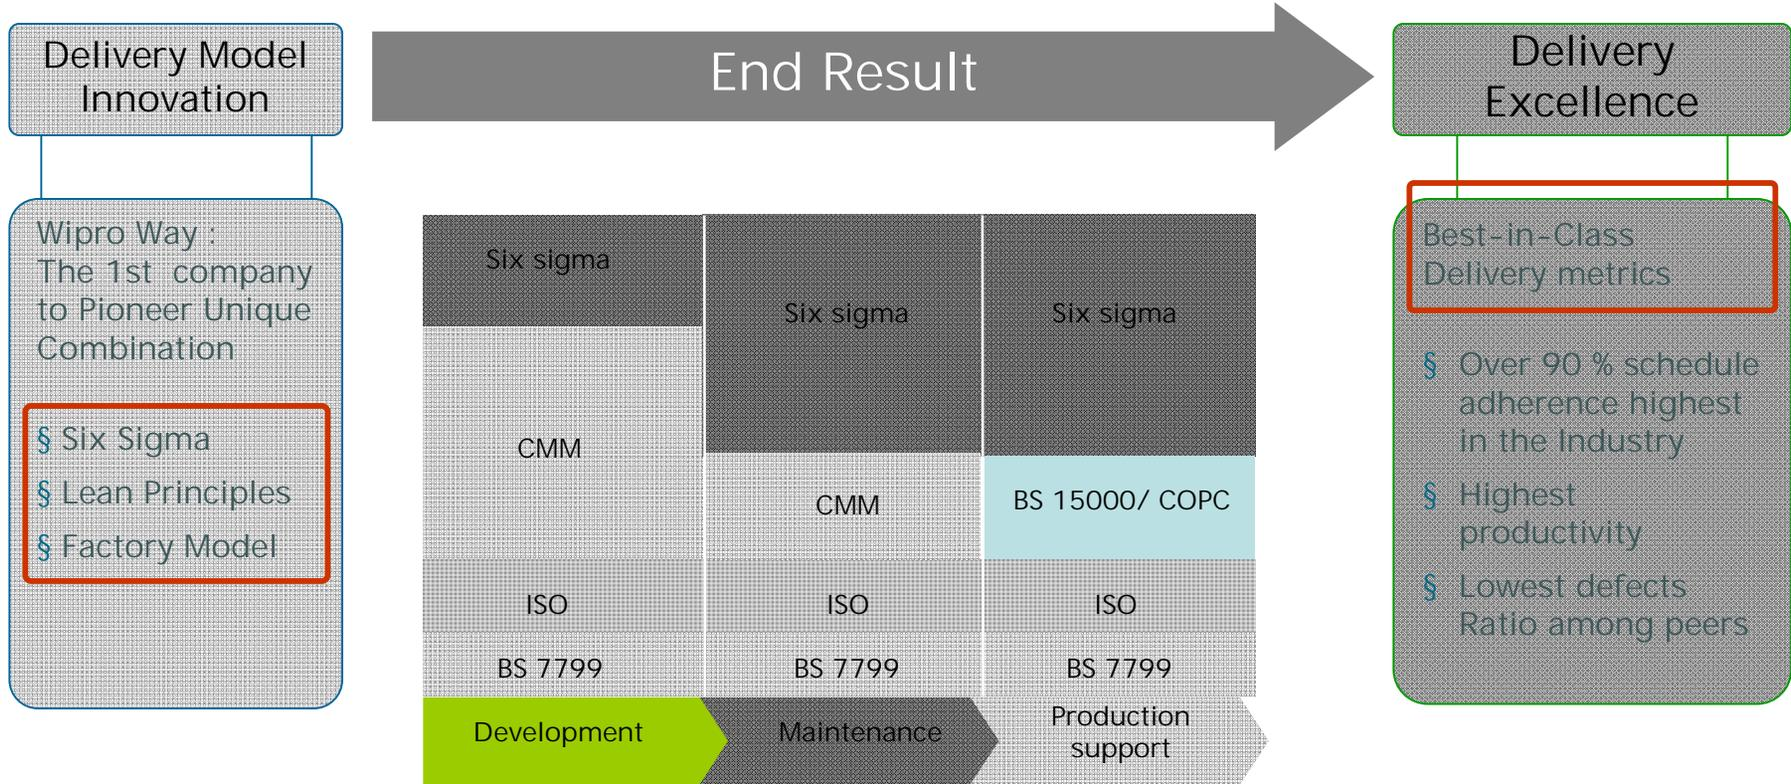 Delivery Model
Innovation
End Result
Delivery
Excellence
Wipro Way :
The 1st company
to Pioneer Unique
Combination
§ Six Sigma
§ Lean Principles
§ Factory Model
Six sigma
Six sigma
Six sigma
CMM
CMM
BS 15000/ COPC
ISO
ISO
ISO
BS 7799
BS 7799
BS 7799
Development
Maintenance
Production
support
Best-in-Class
Delivery metrics
§ Over 90 % schedule
adherence highest
in the Industry
§ Highest
productivity
§ Lowest defects
Ratio among peers